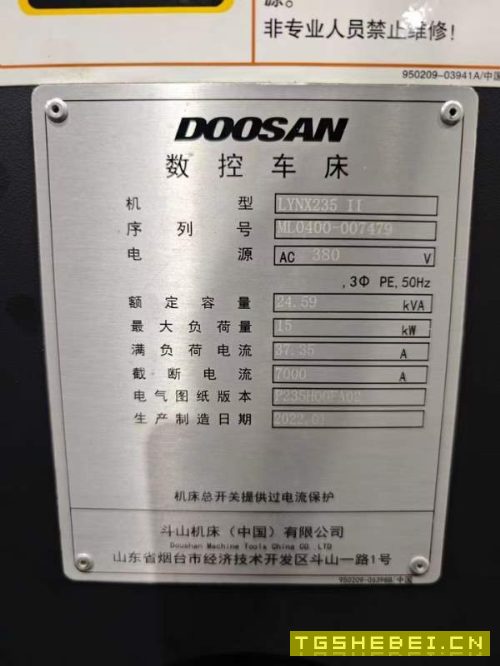 源。
非专业人员禁止维修！
950209-03941A/中国
DOOSAN
数控车床
机型 LYNX235 II
序列号 ML0400-007479
电源 AC 380 V
,3Φ PE,50Hz
额定容量 24.59 kVA
最大负荷量 15 kW
满负荷电流 37.35 A
截断电流 7000 A
电气图纸版本 P235H00FA02
生产制造日期
机床总开关提供过电流保护
斗山机床（中国）有限公司
Doushan Machine Tools China CO.,LTD
山东省烟台市经济技术开发区斗山一路1号
TGSHEBEI.CN